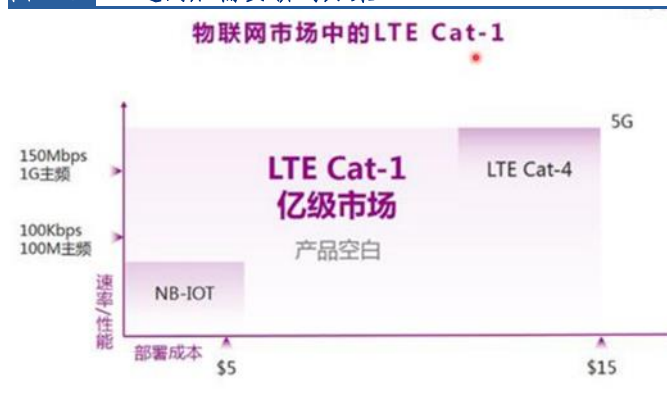 物联网市场中的LTE Cat-1
5G
150Mbps
1G主频
LTE Cat-1
亿级市场
LTE Cat-4
100Kbps
100M主频
产品空白
NB-IOT
速率/性能
部署成本
$5
$15